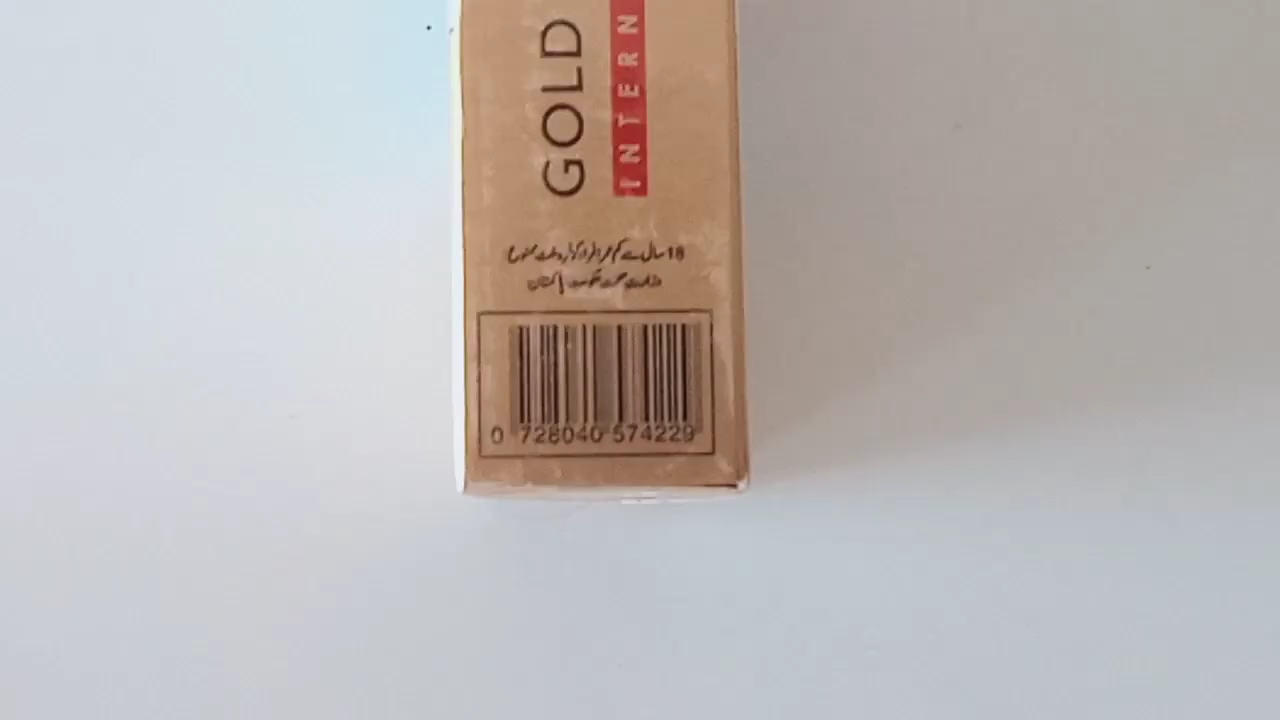 GOLD
INTERN
18 سال سے کم عمر افراد کو فروخت ممنوع
وزارت صحت حکومت پاکستان
0 728040 574229